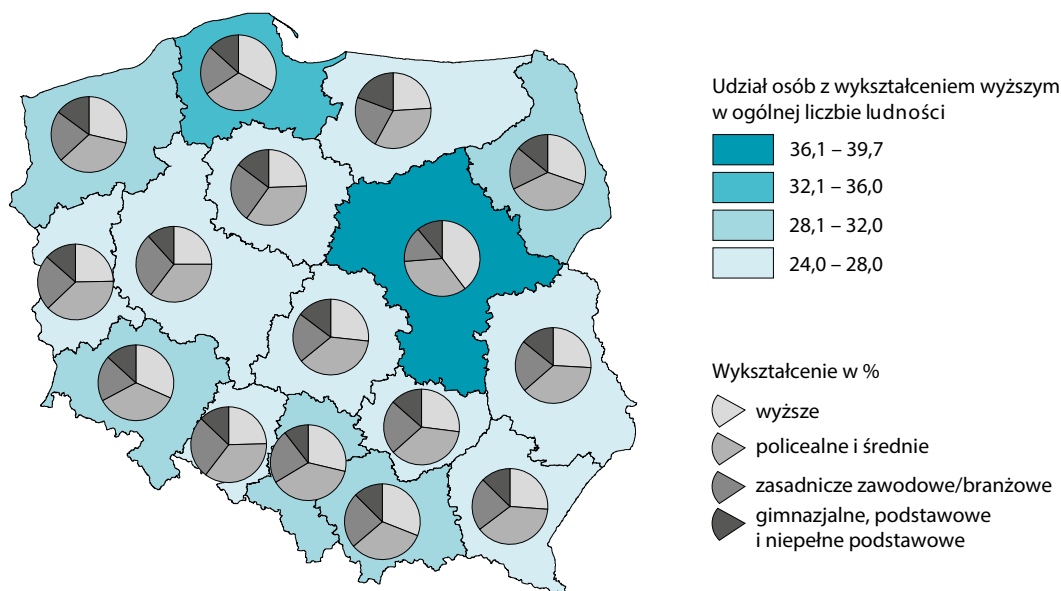 Udział osób z wykształceniem wyższym
w ogólnej liczbie ludności
36,1 – 39,7
32,1 – 36,0
28,1 – 32,0
24,0 – 28,0
Wykształcenie w %
wyższe
policealne i średnie
zasadnicze zawodowe/branżowe
gimnazjalne, podstawowe
i niepełne podstawowe